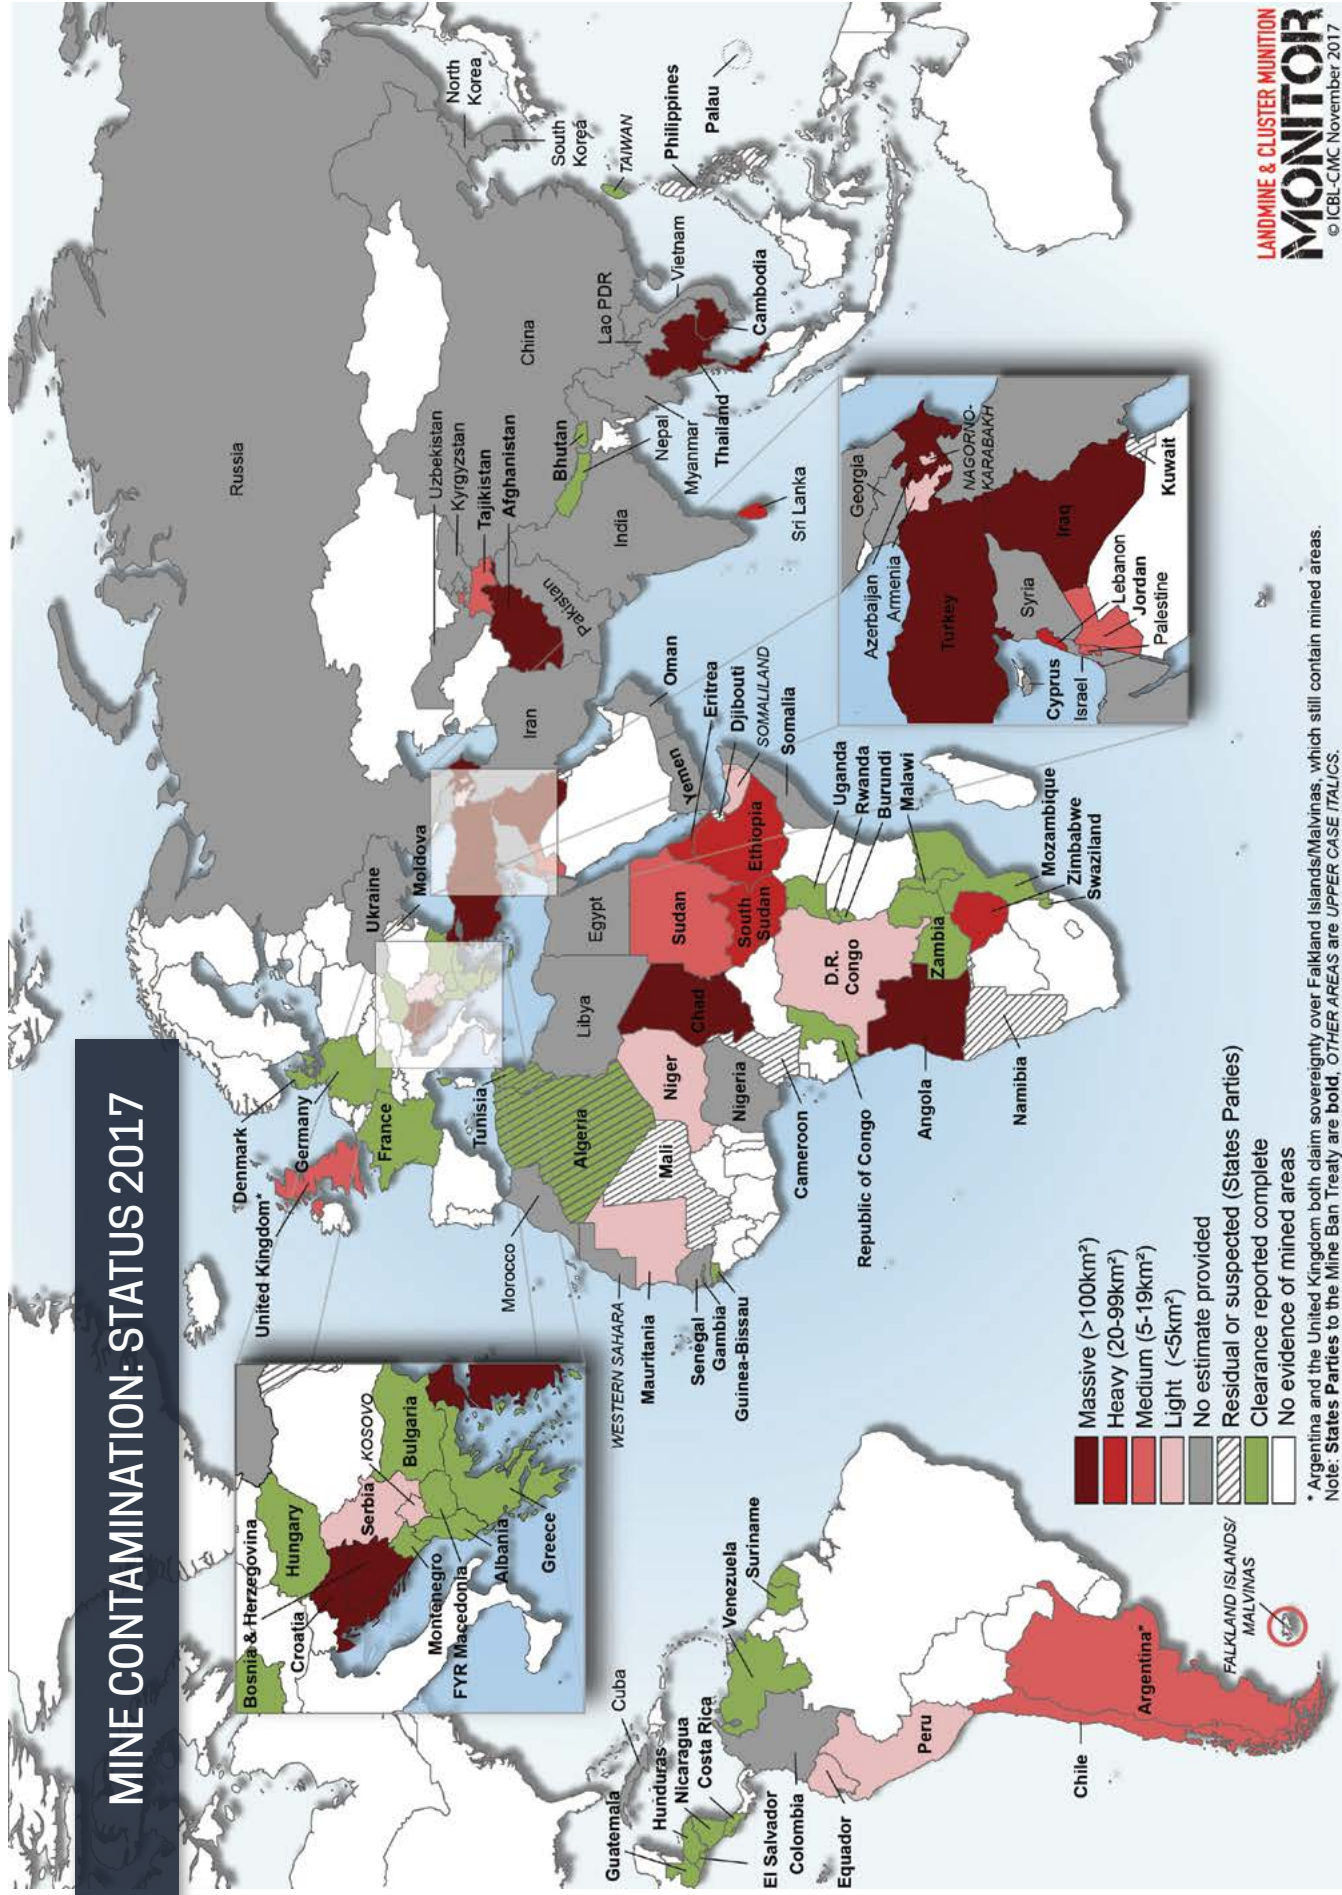 MINE CONTAMINATION: STATUS 2017
Russia
North
Korea
South
Korea
TAIWAN
Philippines
Palau
China
Lao PDR
Vietnam
Cambodia
Thailand
Myanmar
Nepal
Bhutan
India
Sri Lanka
Uzbekistan
Kyrgyzstan
Tajikistan
Afghanistan
Pakistan
Iran
Oman
Yemen
Ukraine
Moldova
*Denmark
Germany
United Kingdom*
France
Tunisia
Morocco
Algeria
Libya
Egypt
WESTERN SAHARA
Mauritania
Mali
Niger
Chad
Sudan
South
Sudan
Ethiopia
Eritrea
Djibouti
SOMALILAND
Somalia
Senegal
Gambia
Guinea-Bissau
Nigeria
Cameroon
Republic of Congo
D.R.
Congo
Uganda
Rwanda
Burundi
Malawi
Angola
Zambia
Namibia
Mozambique
Zimbabwe
Swaziland
Bosnia & Herzegovina
Croatia
Hungary
Serbia
KOSOVO
Bulgaria
Montenegro
FYR Macedonia
Albania
Greece
Georgia
Azerbaijan
Armenia
NAGORNO-
KARABAKH
Turkey
Syria
Iraq
Cyprus
Israel
Lebanon
Jordan
Palestine
Kuwait
Cuba
Guatemala
Hunduras
Nicaragua
Costa Rica
El Salvador
Colombia
Equador
Venezuela
Suriname
Peru
Chile
Argentina*
FALKLAND ISLANDS/
MALVINAS
Massive (>100km²)
Heavy (20-99km²)
Medium (5-19km²)
Light (<5km²)
No estimate provided
Residual or suspected (States Parties)
Clearance reported complete
No evidence of mined areas
* Argentina and the United Kingdom both claim sovereignty over Falkland Islands/Malvinas, which still contain mined areas.
Note: States Parties to the Mine Ban Treaty are bold. OTHER AREAS are UPPER CASE ITALICS.
LANDMINE & CLUSTER MUNITION
MONITOR
© ICBL-CMC November 2017